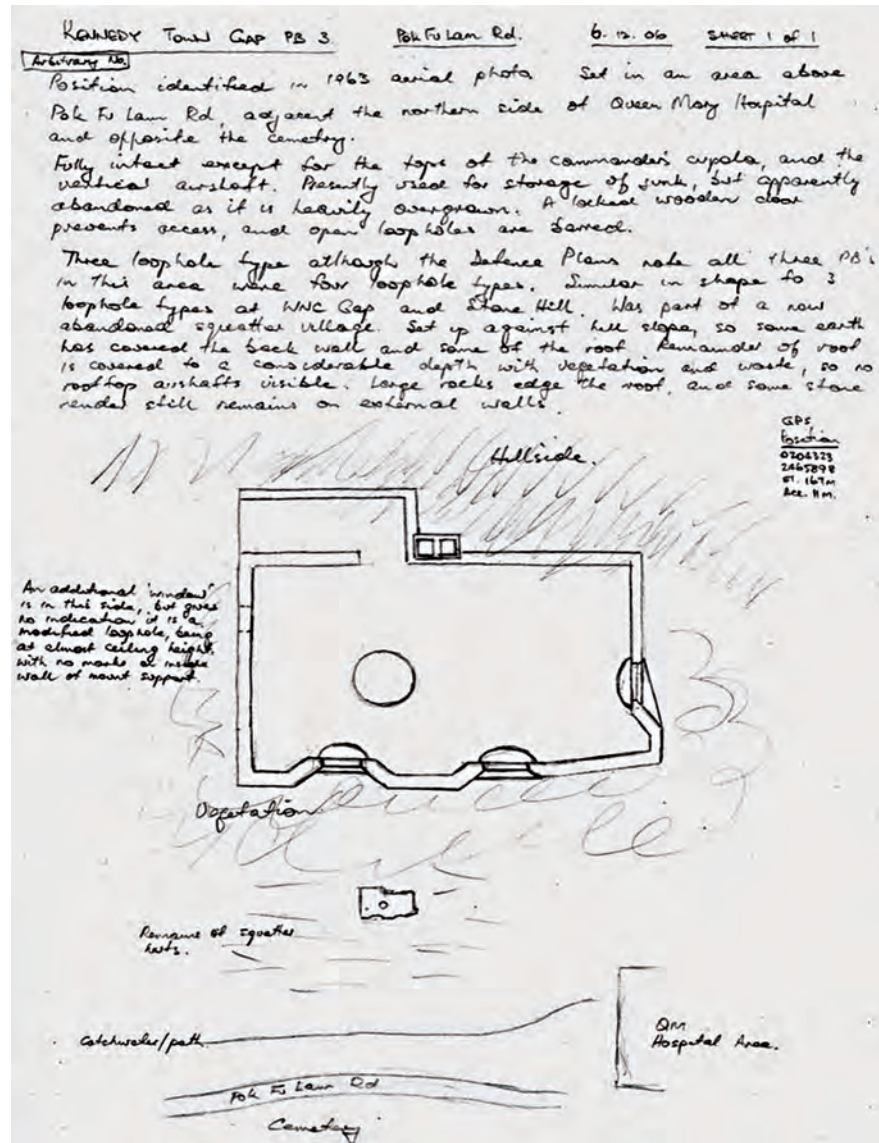 KENNEDY TOWN GAP PB 3. Pok Fu Lam Rd. 6.12.06 SHEET 1 of 1
Arbitrary No.
Position identified in 1963 aerial photo. Set in an area above
Pok Fu Lam Rd, adjacent the northern side of Queen Mary Hospital
and opposite the cemetery.
Fully intact except for the tops of the commander's cupola, and the
vertical airshaft. Presently used for storage of junk, but apparently
abandoned as it is heavily overgrown. A locked wooden door
prevents access, and open loopholes are barred.
Three loophole type although the Defence Plans note all three PB's
in this area were four loophole types. Similar in shape to 3
loophole types at WNC Gap and Stone Hill. Was part of a now
abandoned squatter village. Set up against hill slope, so some earth
has covered the back wall and some of the roof. Remainder of roof
is covered to a considerable depth with vegetation and waste, so no
rooftop airshafts visible. Large rocks edge the roof, and some stone
render still remains on external walls.
GPS
Position
0204323
2465898
El. 167m
Acc. 11m.
Hillside.
An additional 'window'
is in this side, but gives
no indication it is a
modified loophole, being
at almost ceiling height,
with no marks on inside
wall of mount support.
Vegetation
Remains of squatter
huts.
Catchwater/path
QM
Hospital Area.
Pok Fu Lam Rd
Cemetery